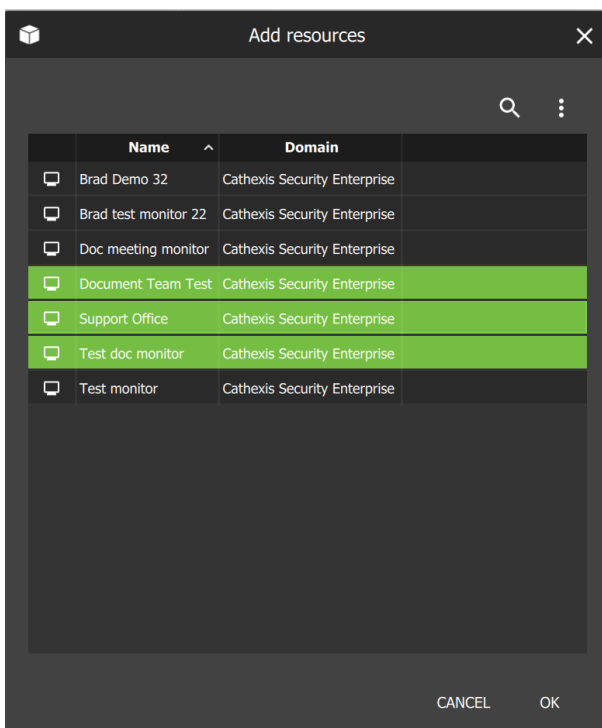 Add resources
Name Domain
Brad Demo 32 Cathexis Security Enterprise
Brad test monitor 22 Cathexis Security Enterprise
Doc meeting monitor Cathexis Security Enterprise
Document Team Test Cathexis Security Enterprise
Support Office Cathexis Security Enterprise
Test doc monitor Cathexis Security Enterprise
Test monitor Cathexis Security Enterprise
CANCEL OK